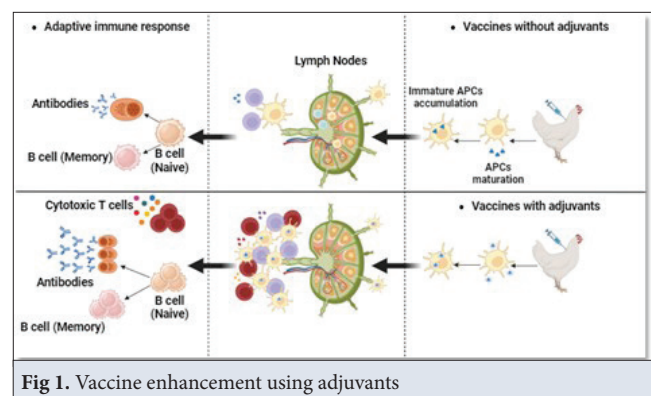 • Adaptive immune response
• Vaccines without adjuvants
Lymph Nodes
Immature APCs
accumulation
Antibodies
B cell (Memory)
B cell
(Naive)
APCs
maturation
Cytotoxic T cells
• Vaccines with adjuvants
Antibodies
B cell (Memory)
B cell
(Naive)
Fig 1. Vaccine enhancement using adjuvants